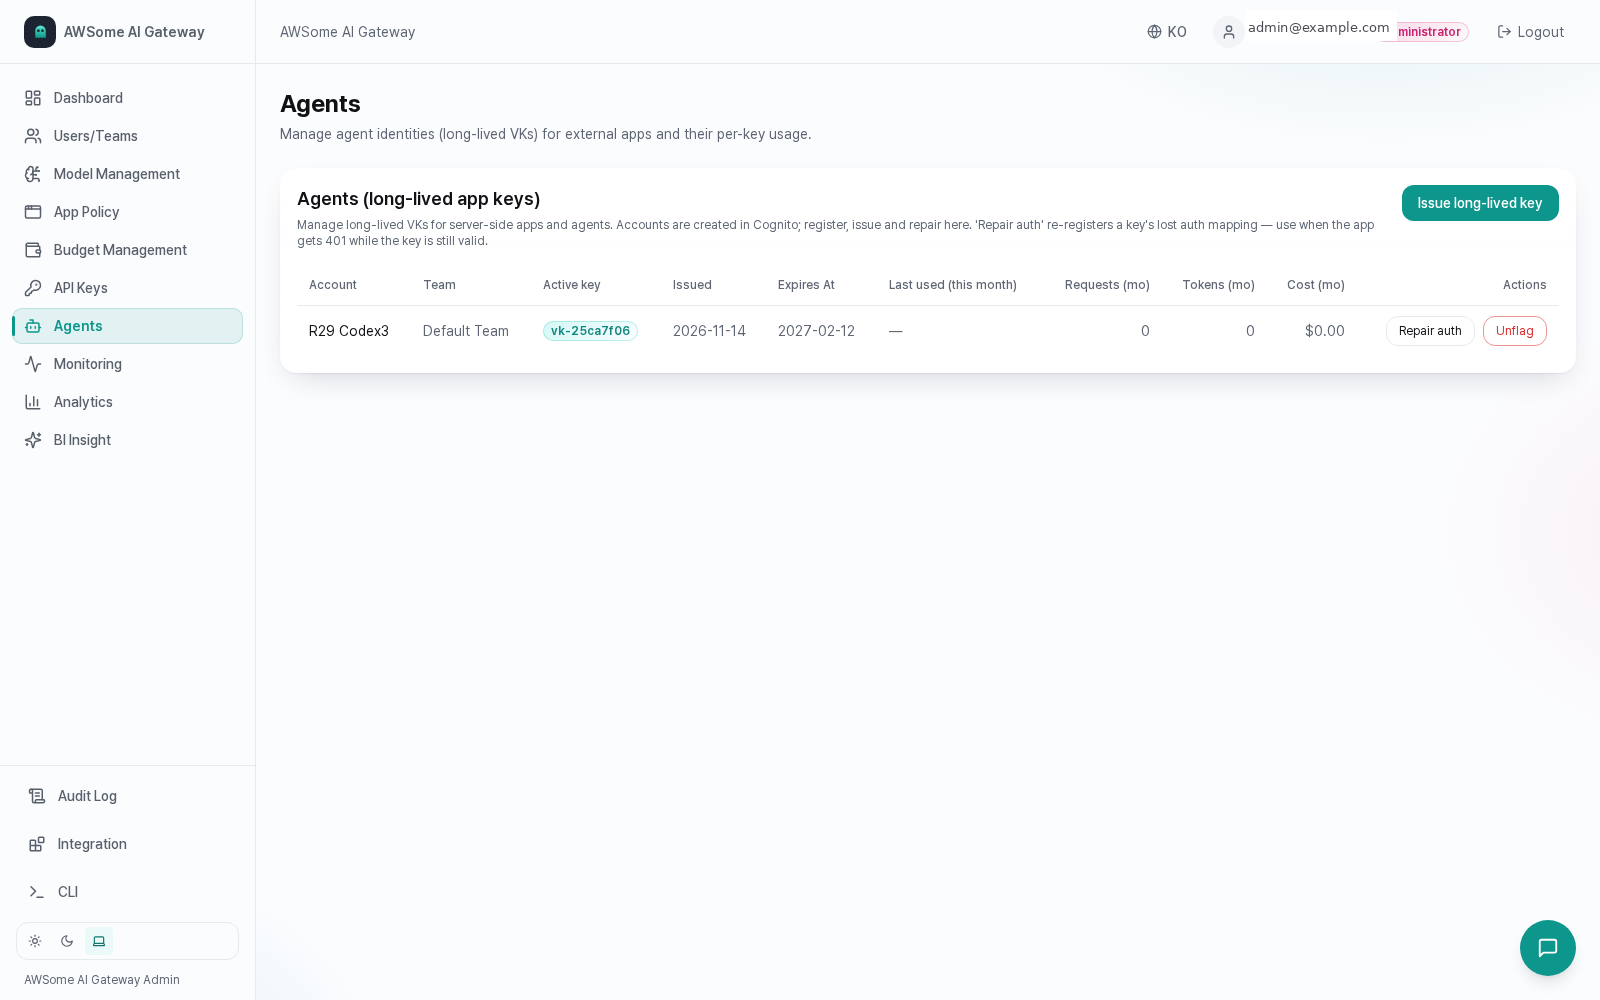 AWSome AI Gateway
AWSome AI Gateway
KO
admin@example.com
ministrator
Logout
Dashboard
Users/Teams
Model Management
App Policy
Budget Management
API Keys
Agents
Monitoring
Analytics
BI Insight
Agents
Manage agent identities (long-lived VKs) for external apps and their per-key usage.
Agents (long-lived app keys)
Manage long-lived VKs for server-side apps and agents. Accounts are created in Cognito; register, issue and repair here. 'Repair auth' re-registers a key's lost auth mapping — use when the app
gets 401 while the key is still valid.
Issue long-lived key
Account Team Active key Issued Expires At Last used (this month) Requests (mo) Tokens (mo) Cost (mo) Actions
R29 Codex3 Default Team vk-25ca7f06 2026-11-14 2027-02-12 — 0 0 $0.00 Repair auth Unflag
Audit Log
Integration
CLI
AWSome AI Gateway Admin